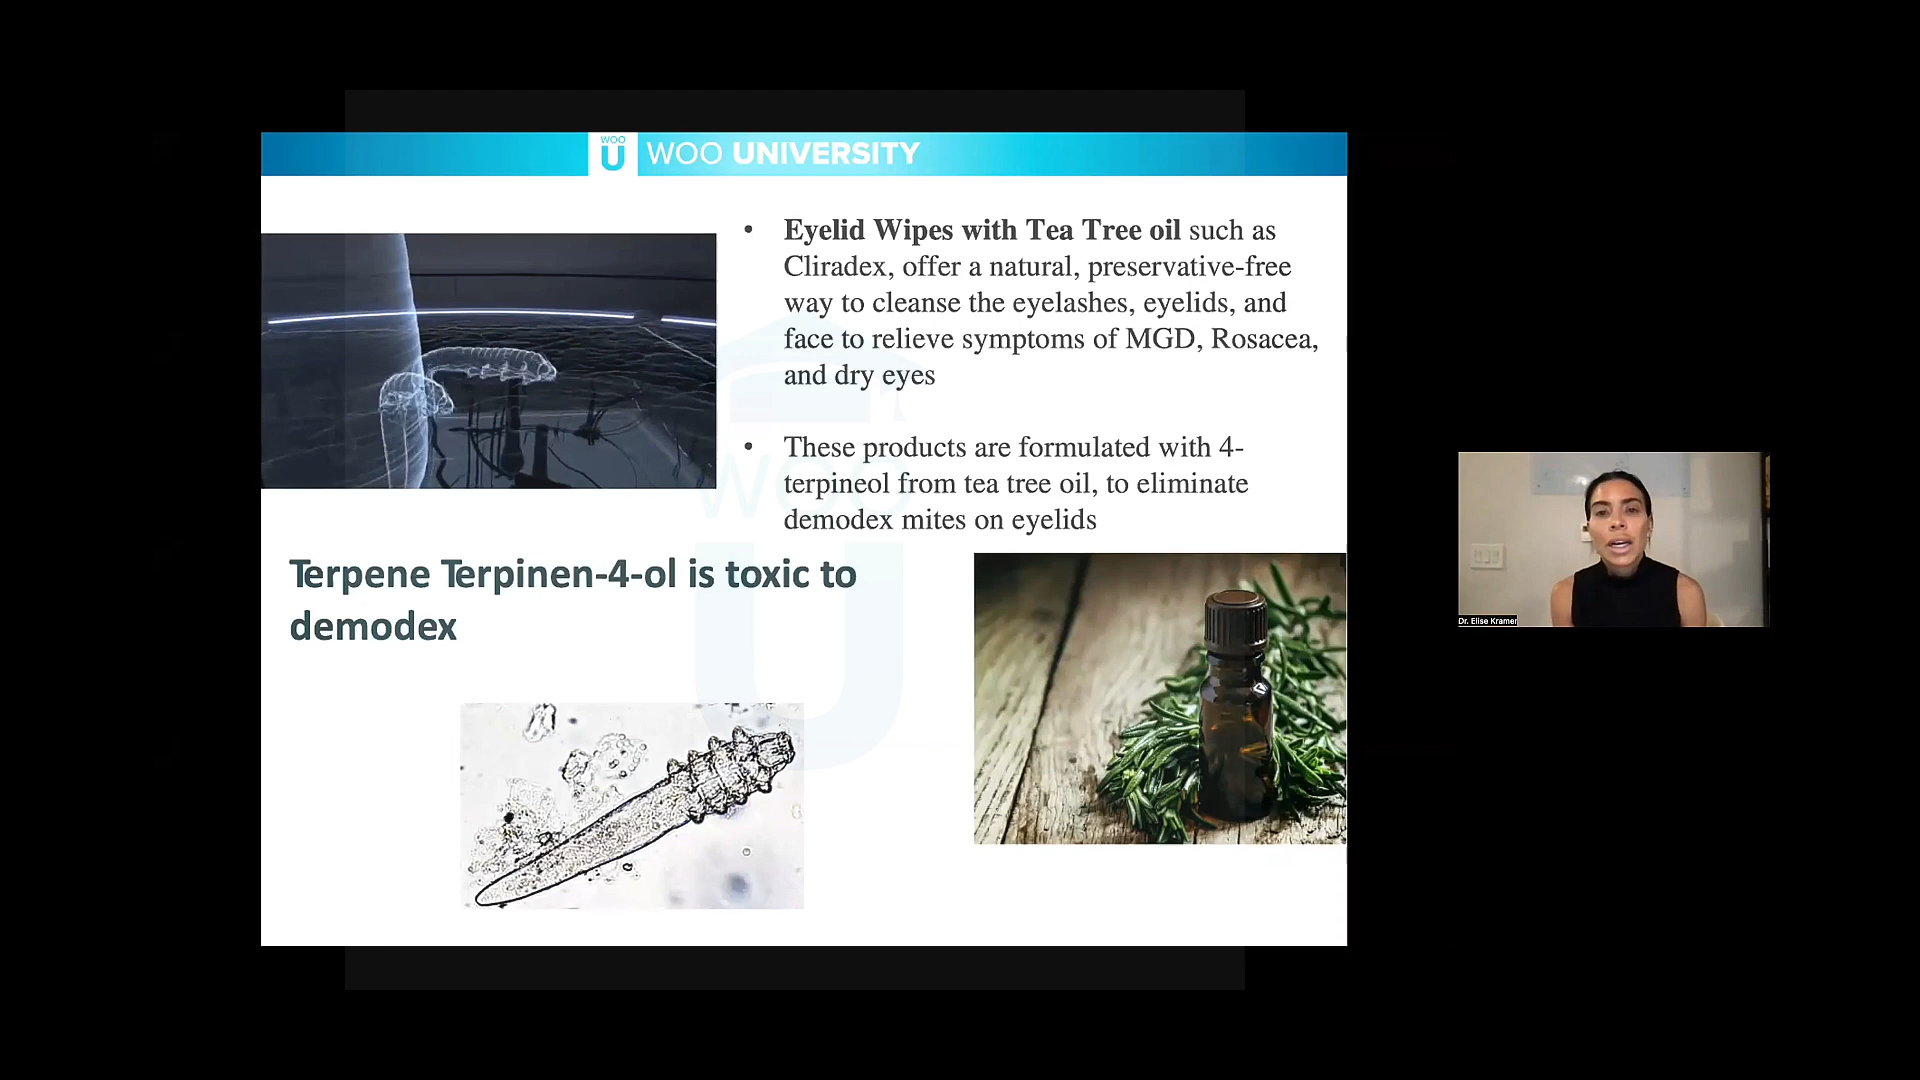 WOO
U
WOO UNIVERSITY
• Eyelid Wipes with Tea Tree oil such as
Cliradex, offer a natural, preservative-free
way to cleanse the eyelashes, eyelids, and
face to relieve symptoms of MGD, Rosacea,
and dry eyes
• These products are formulated with 4-
terpineol from tea tree oil, to eliminate
demodex mites on eyelids
WOO
U
Terpene Terpinen-4-ol is toxic to
demodex
Dr. Elise Kramer